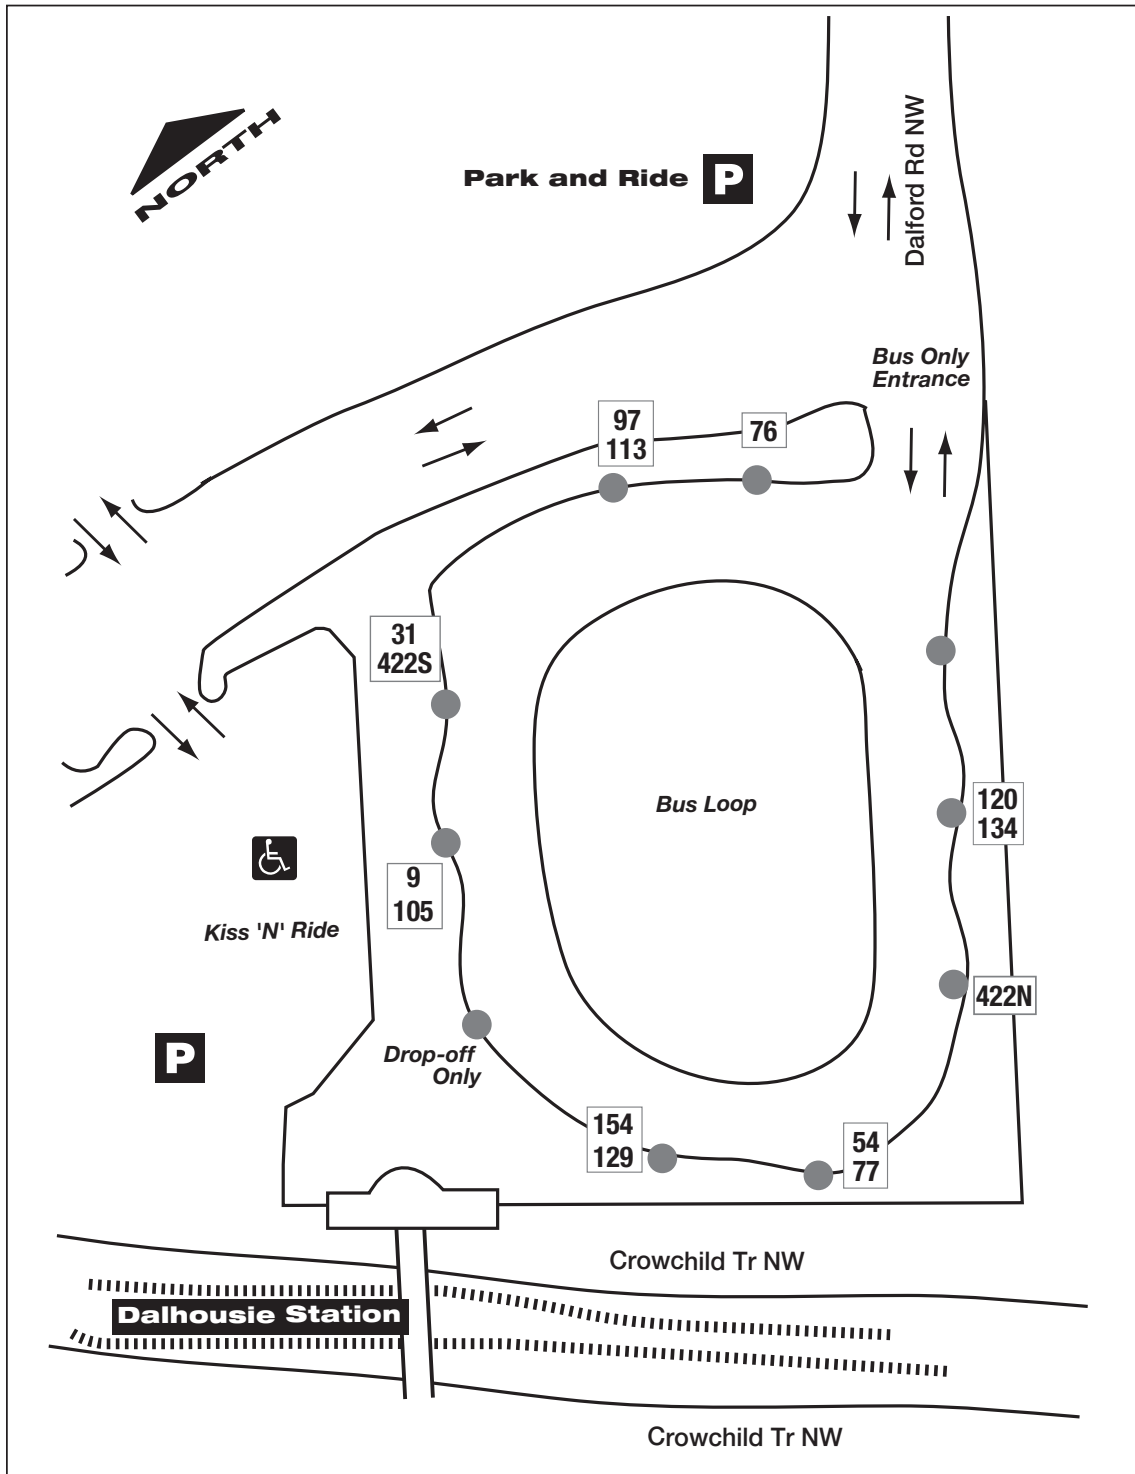 NORTH
Park and Ride P
Dalford Rd NW
Bus Only
Entrance
97
113
76
31
422S
Bus Loop
120
134
9
105
Kiss 'N' Ride
422N
P
Drop-off
Only
154
129
54
77
Crowchild Tr NW
Dalhousie Station
Crowchild Tr NW